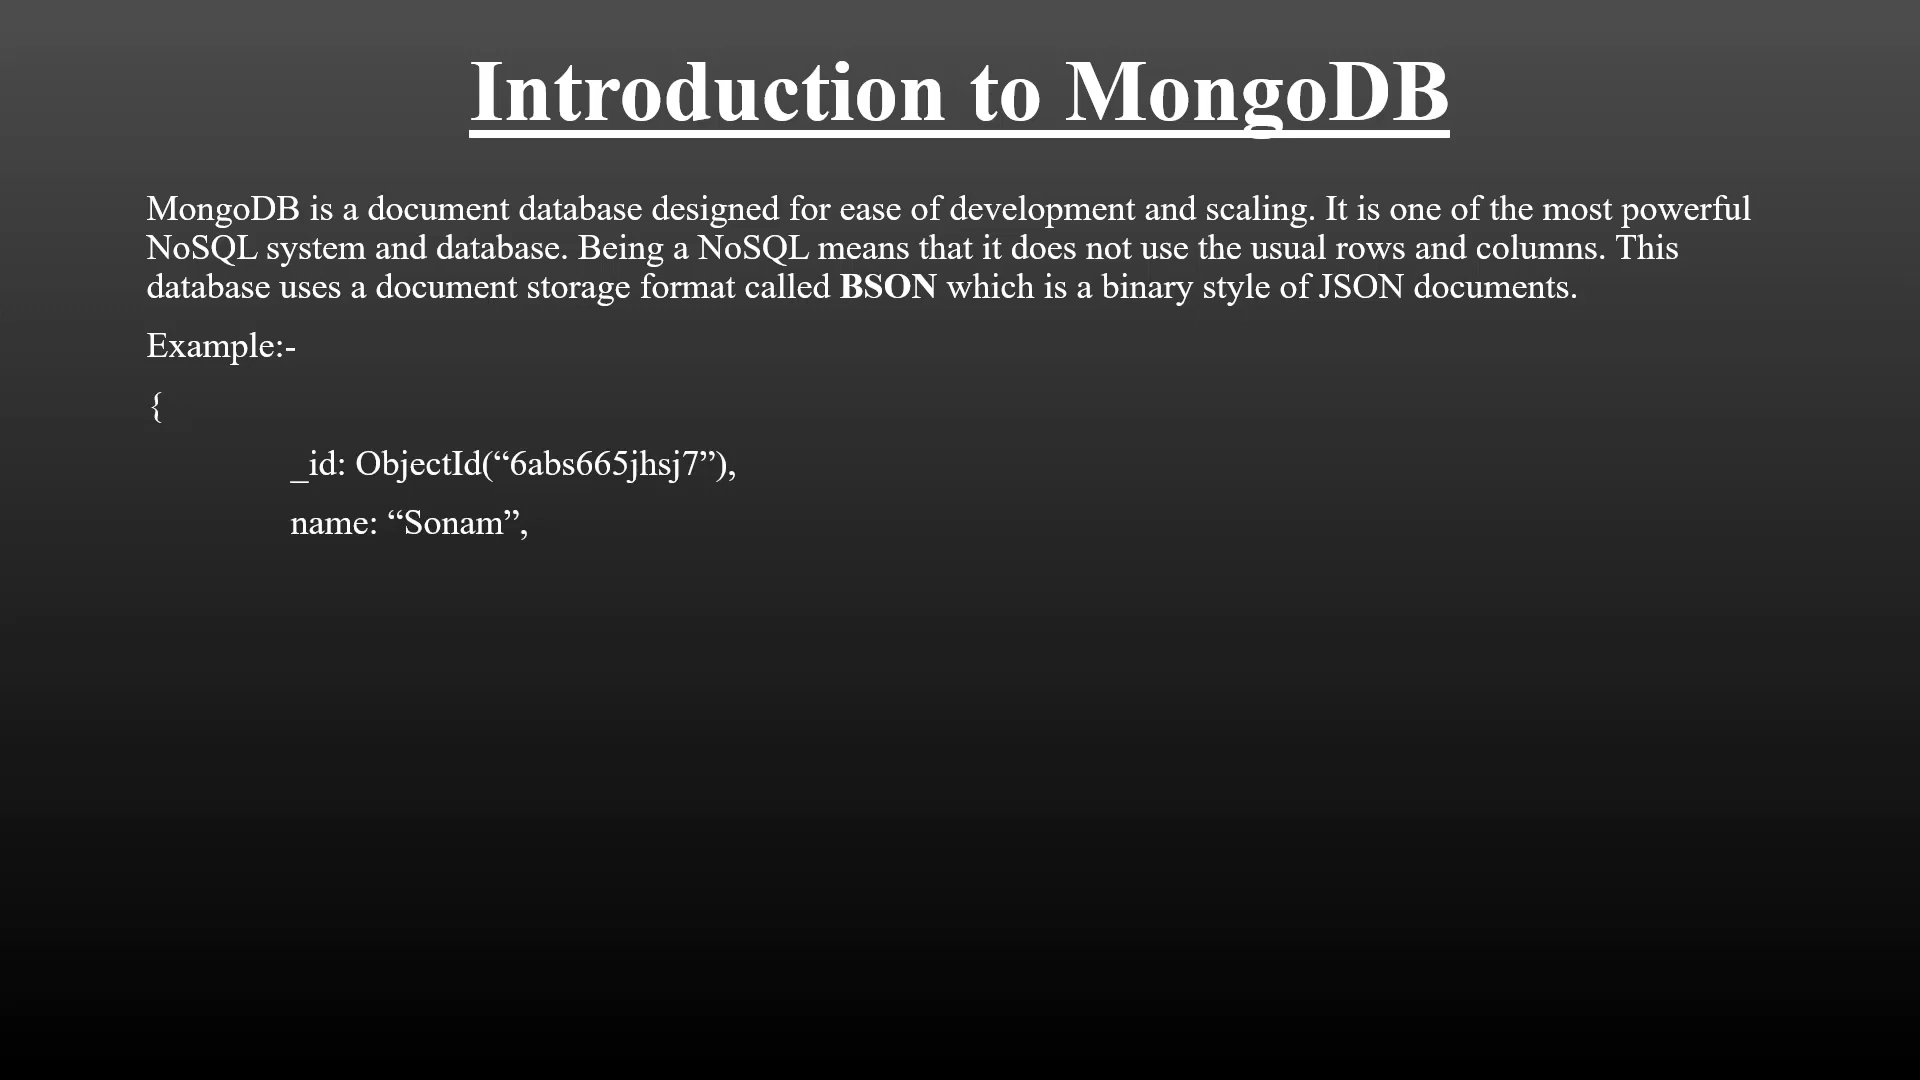 Introduction to MongoDB
MongoDB is a document database designed for ease of development and scaling. It is one of the most powerful
NoSQL system and database. Being a NoSQL means that it does not use the usual rows and columns. This
database uses a document storage format called BSON which is a binary style of JSON documents.
Example:-
{
_id: ObjectId(“6abs665jhsj7”),
name: “Sonam”,